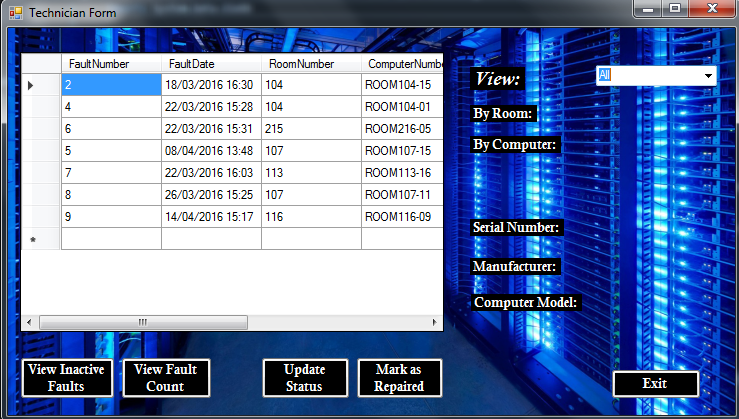 Technician Form
FaultNumber FaultDate RoomNumber ComputerNumbe
2 18/03/2016 16:30 104 ROOM104-15
4 22/03/2016 15:28 104 ROOM104-01
6 22/03/2016 15:31 215 ROOM216-05
5 08/04/2016 13:48 107 ROOM107-15
7 22/03/2016 16:03 113 ROOM113-16
8 26/03/2016 15:25 107 ROOM107-11
9 14/04/2016 15:17 116 ROOM116-09
*
View:
All
By Room:
By Computer:
Serial Number:
Manufacturer:
Computer Model:
View Inactive
Faults
View Fault
Count
Update
Status
Mark as
Repaired
Exit